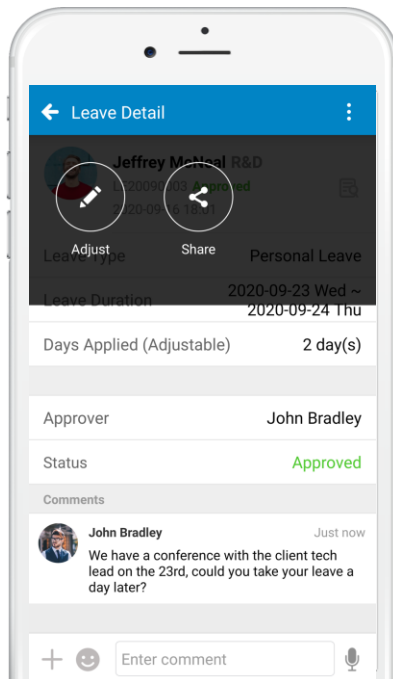 Leave Detail
Jeffrey McNeal R&D
LE20090003 Approved
2020-09-16 18:01
Adjust
Share
Leave Type
Personal Leave
Leave Duration
2020-09-23 Wed ~
2020-09-24 Thu
Days Applied (Adjustable)
2 day(s)
Approver
John Bradley
Status
Approved
Comments
John Bradley
Just now
We have a conference with the client tech
lead on the 23rd, could you take your leave a
day later?
Enter comment